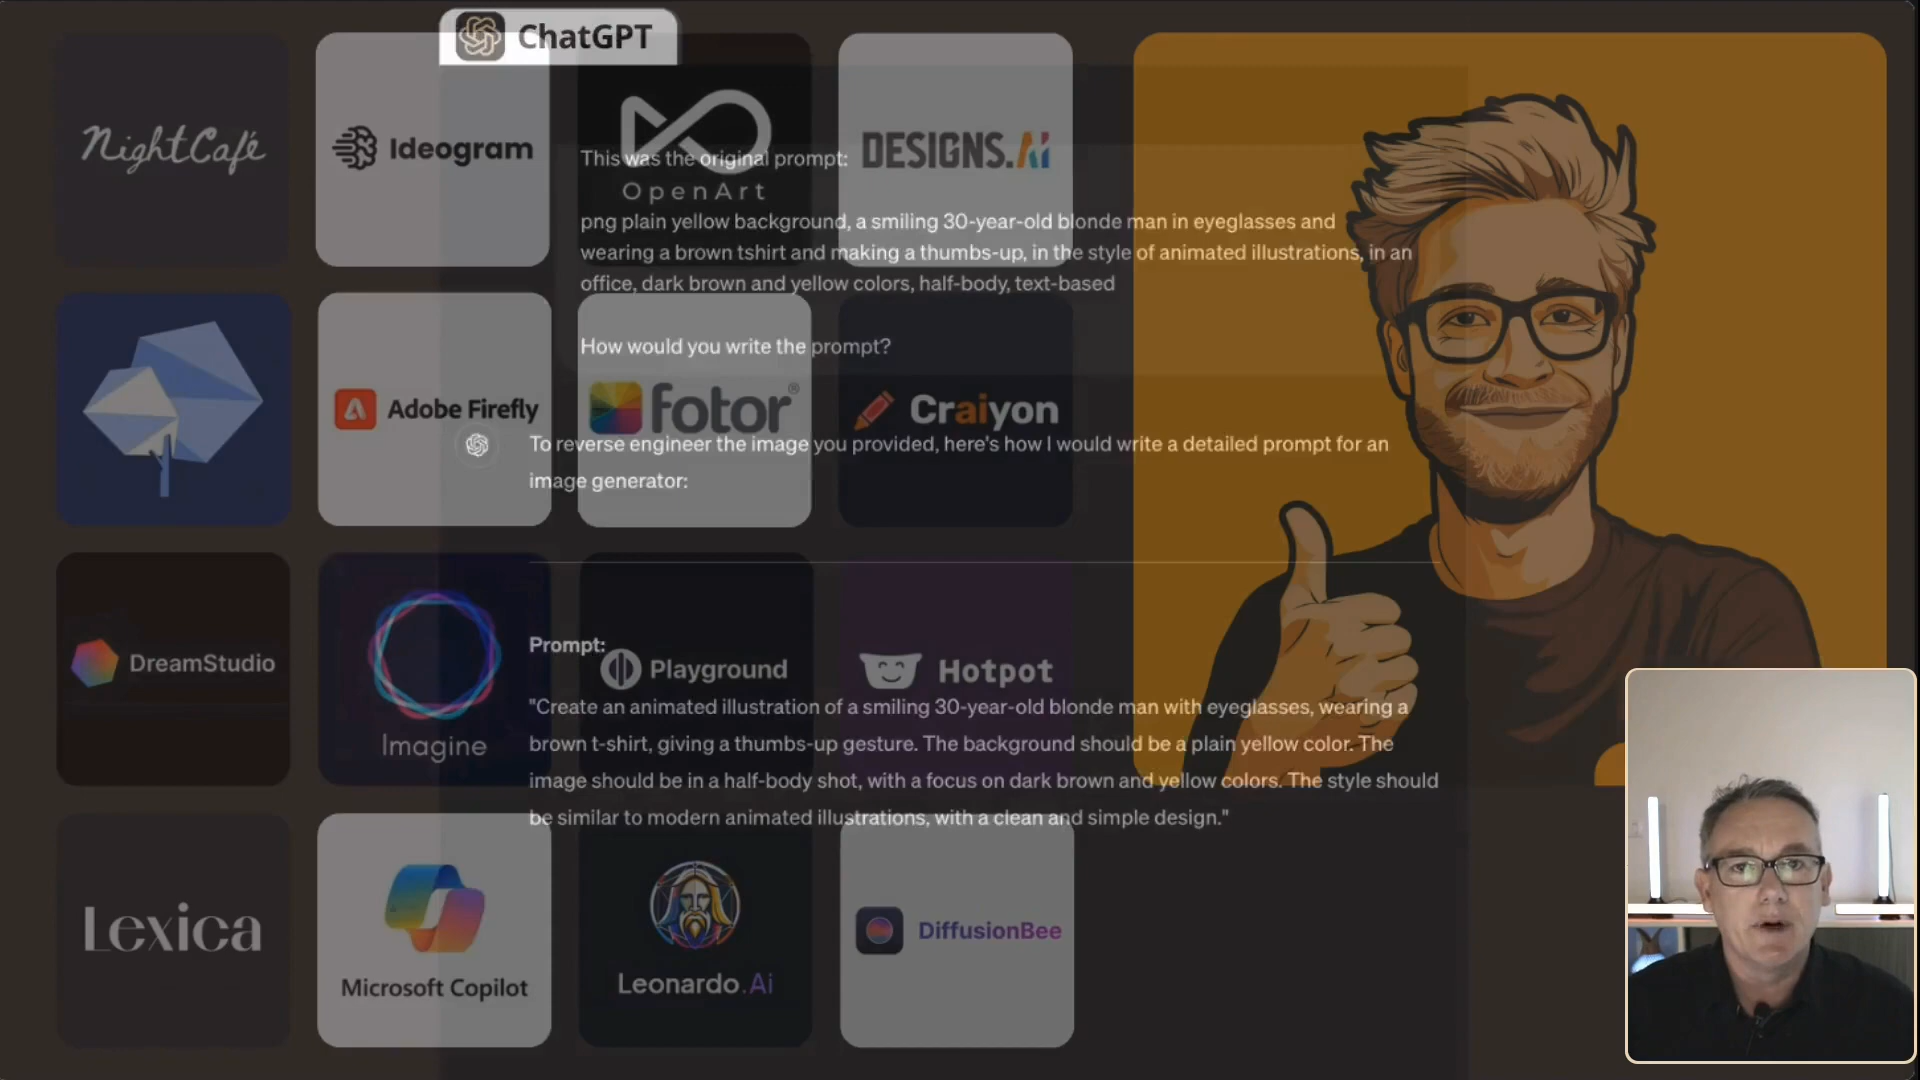 ChatGPT
NightCafé
Ideogram
OpenArt
DESIGNS.Ai
This was the original prompt:
png plain yellow background, a smiling 30-year-old blonde man in eyeglasses and
wearing a brown tshirt and making a thumbs-up, in the style of animated illustrations, in an
office, dark brown and yellow colors, half-body, text-based
How would you write the prompt?
Adobe Firefly
fotor®
Craiyon
To reverse engineer the image you provided, here's how I would write a detailed prompt for an
image generator:
DreamStudio
Imagine
Playground
Hotpot
Prompt:
"Create an animated illustration of a smiling 30-year-old blonde man with eyeglasses, wearing a
brown t-shirt, giving a thumbs-up gesture. The background should be a plain yellow color. The
image should be in a half-body shot, with a focus on dark brown and yellow colors. The style should
be similar to modern animated illustrations, with a clean and simple design."
Lexica
Microsoft Copilot
Leonardo.Ai
DiffusionBee